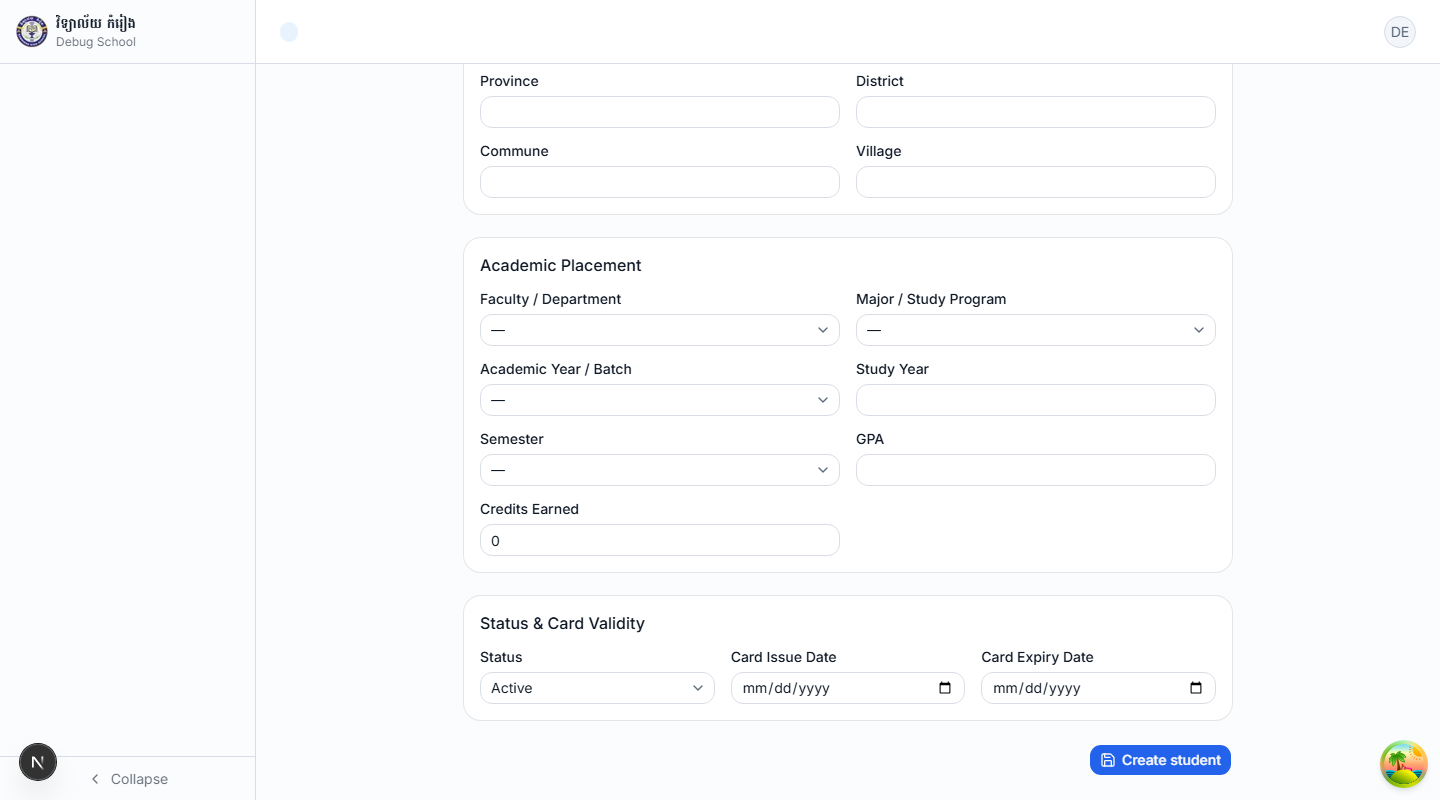 វិទ្យាល័យ កំរៀង
Debug School
DE
Province
District
Commune
Village
Academic Placement
Faculty / Department
Major / Study Program
—
—
Academic Year / Batch
Study Year
—
Semester
GPA
—
Credits Earned
0
Status & Card Validity
Status
Card Issue Date
Card Expiry Date
Active
mm/dd/yyyy
mm/dd/yyyy
Create student
N
Collapse